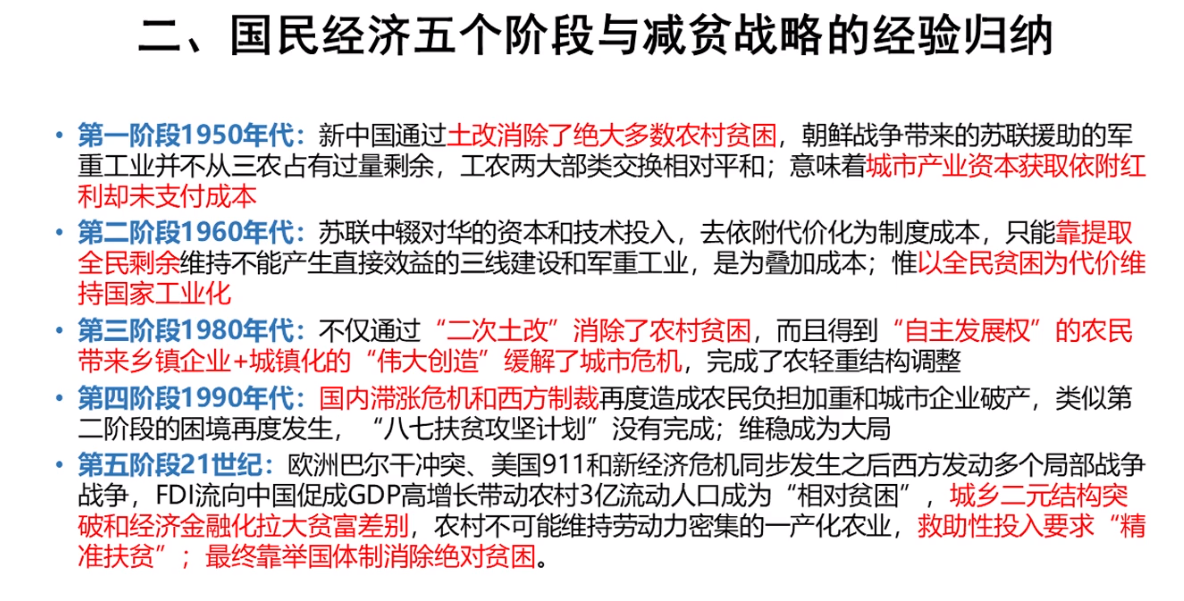 二、国民经济五个阶段与减贫战略的经验归纳
• 第一阶段1950年代：新中国通过土改消除了绝大多数农村贫困，朝鲜战争带来的苏联援助的军
重工业并不从三农占有过量剩余，工农两大部类交换相对平和；意味着城市产业资本获取依附红
利却未支付成本
• 第二阶段1960年代：苏联中辍对华的资本和技术投入，去依附代价化为制度成本，只能靠提取
全民剩余维持不能产生直接效益的三线建设和军重工业，是为叠加成本；惟以全民贫困为代价维
持国家工业化
• 第三阶段1980年代：不仅通过“二次土改”消除了农村贫困，而且得到“自主发展权”的农民
带来乡镇企业+城镇化的“伟大创造”缓解了城市危机，完成了农轻重结构调整
• 第四阶段1990年代：国内滞涨危机和西方制裁再度造成农民负担加重和城市企业破产，类似第
二阶段的困境再度发生，“八七扶贫攻坚计划”没有完成；维稳成为大局
• 第五阶段21世纪：欧洲巴尔干冲突、美国911和新经济危机同步发生之后西方发动多个局部战争
战争，FDI流向中国促成GDP高增长带动农村3亿流动人口成为“相对贫困”，城乡二元结构突
破和经济金融化拉大贫富差别，农村不可能维持劳动力密集的一产化农业，救助性投入要求“精
准扶贫”；最终靠举国体制消除绝对贫困。